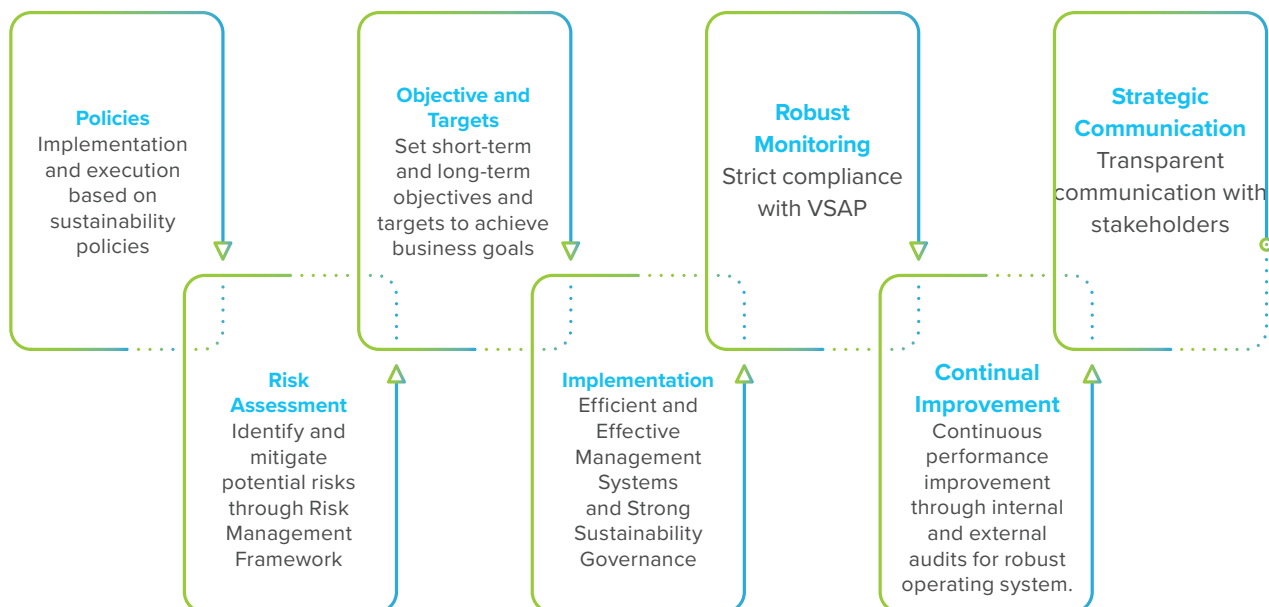 Policies
Implementation
and execution
based on
sustainability
policies
Risk
Assessment
Identify and
mitigate
potential risks
through Risk
Management
Framework
Objective and
Targets
Set short-term
and long-term
objectives and
targets to achieve
business goals
Implementation
Efficient and
Effective
Management
Systems
and Strong
Sustainability
Governance
Robust
Monitoring
Strict compliance
with VSAP
Continual
Improvement
Continuous
performance
improvement
through internal
and external
audits for robust
operating system.
Strategic
Communication
Transparent
communication with
stakeholders